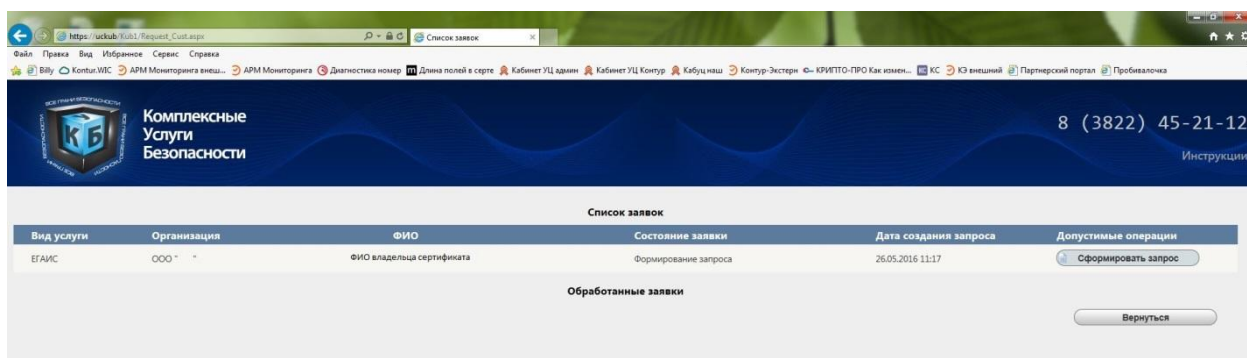 https://uckub/Kub1/Request_Cust.aspx
Список заявок
Файл Правка Вид Избранное Сервис Справка
Billy Kontur.WIC АРМ Мониторинга внеш... АРМ Мониторинга Диагностика номер Длина полей в серте Кабинет УЦ админ Кабинет УЦ Контур Кабуц наш Контур-Экстерн КРИПТО-ПРО Как измен... КС КЭ внешний Партнерский портал Пробивалочка
КБ
Комплексные
Услуги
Безопасности
8 (3822) 45-21-12
Инструкции
Список заявок
Вид услуги Организация ФИО Состояние заявки Дата создания запроса Допустимые операции
ЕГАИС ООО " " ФИО владельца сертификата Формирование запроса 26.05.2016 11:17 Сформировать запрос
Обработанные заявки
Вернуться